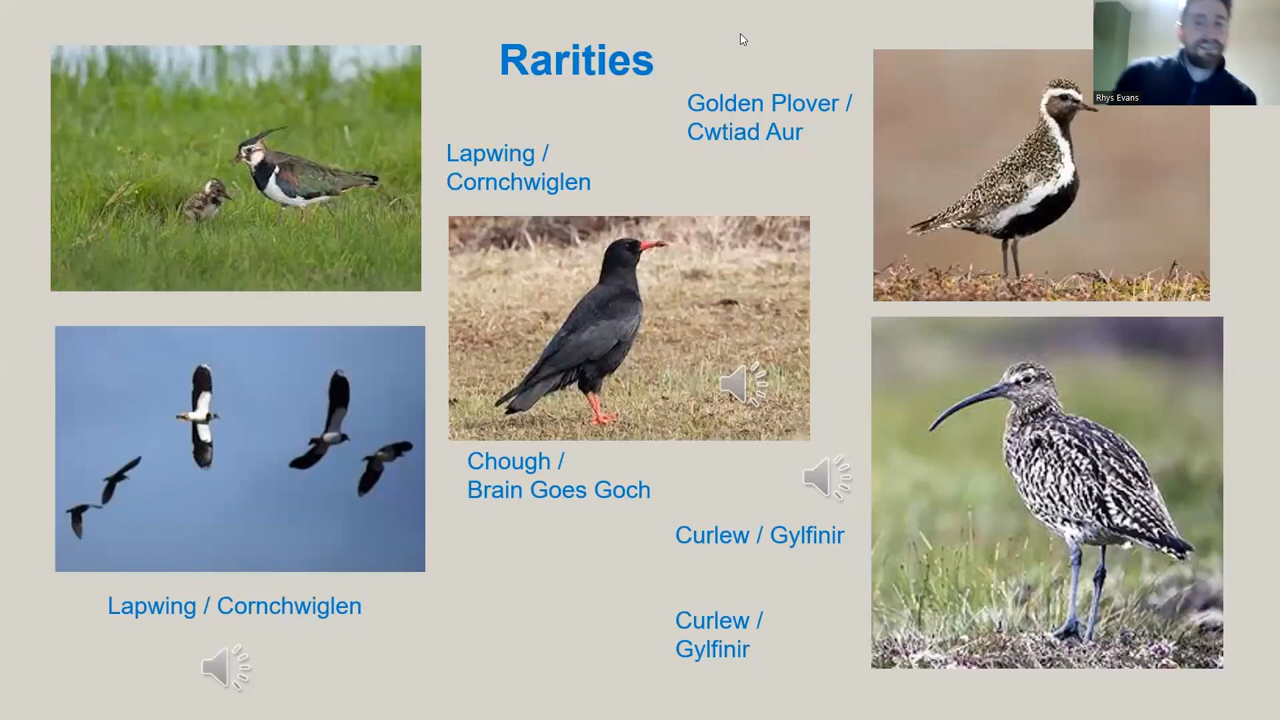 Rarities
Golden Plover /
Cwtiad Aur
Rhys Evans
Lapwing /
Cornchwiglen
Chough /
Brain Goes Goch
Curlew / Gylfinir
Lapwing / Cornchwiglen
Curlew /
Gylfinir